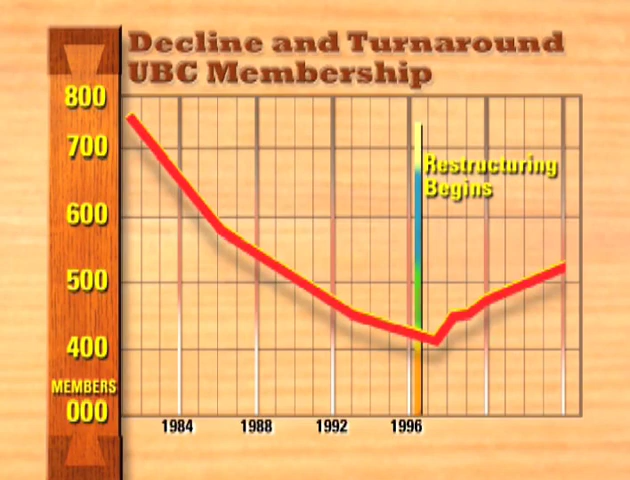 Decline and Turnaround
UBC Membership
800
700
Restructuring
Begins
600
500
400
MEMBERS
000
1984 1988 1992 1996